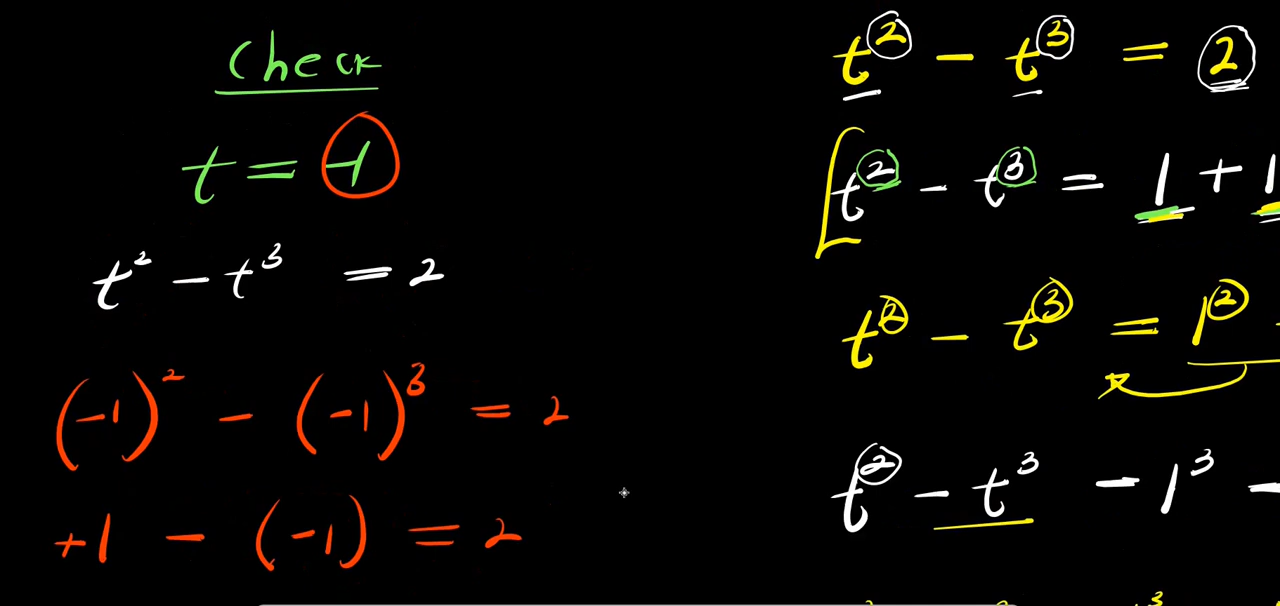 Check
t = -1
t² - t³ = 2
(-1)² - (-1)³ = 2
+1 - (-1) = 2
t² - t³ = 2
t² - t³ = 1 + 1
t² - t³ = 1²
t² - t³ - 1³ -